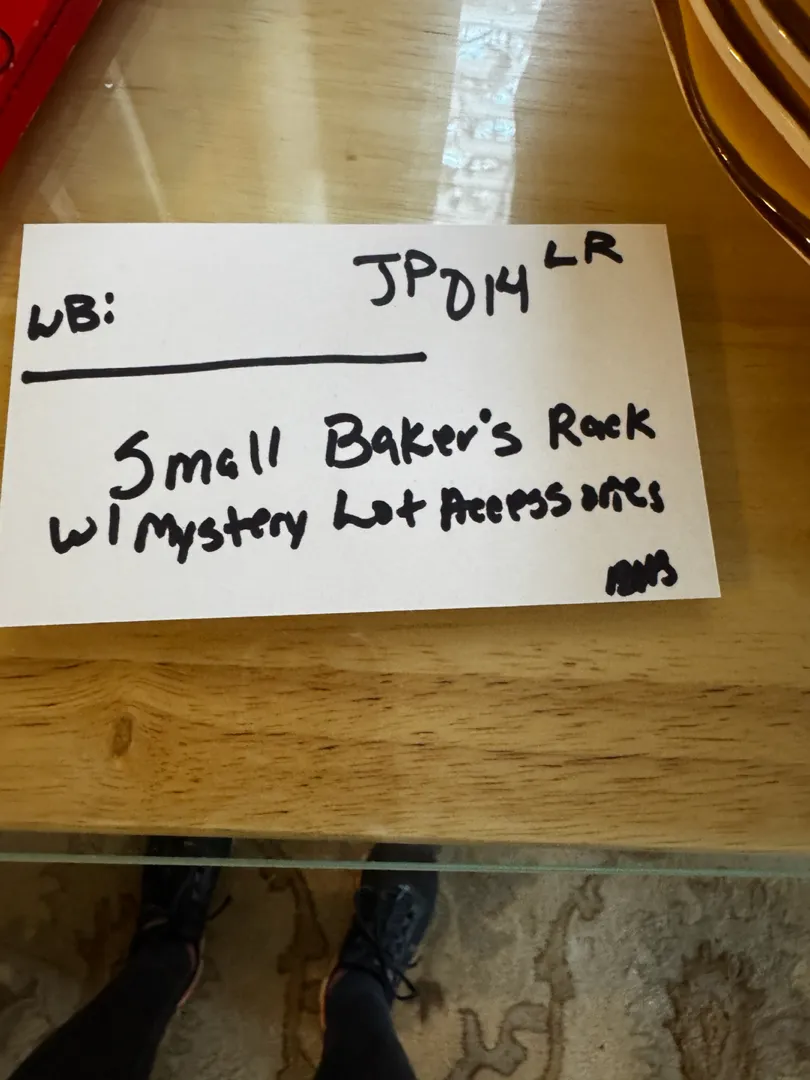 JP014 LR
WB:
Small Baker's Rack
w/ Mystery Lot Accessories